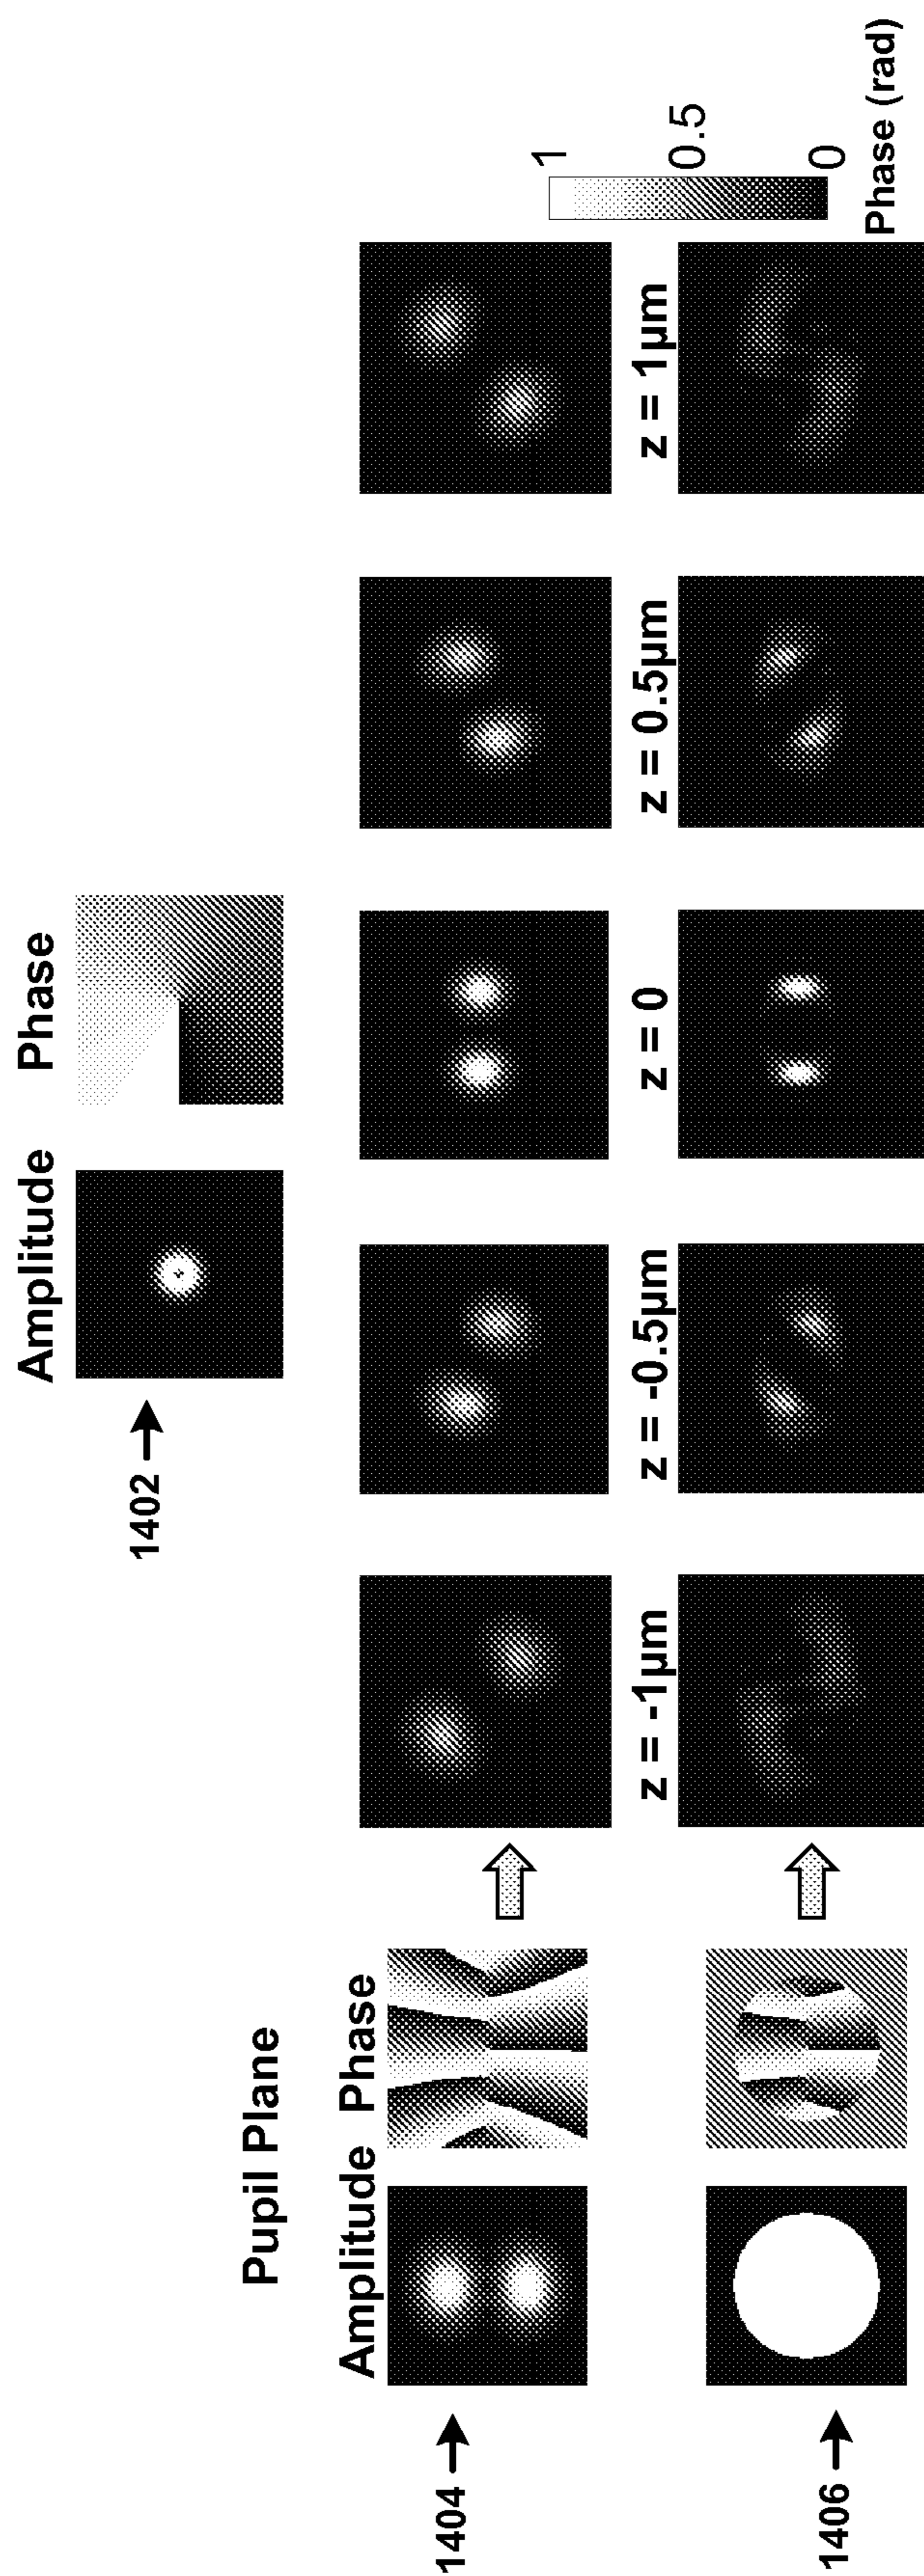 Amplitude Phase
1402
Pupil Plane
Amplitude Phase
1404
z = -1µm z = -0.5µm z = 0 z = 0.5µm z = 1µm
1
0.5
0
Phase (rad)
1406